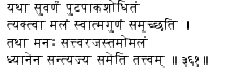 यथा सुवर्णं पुटपाकशोधितं
त्यक्त्वा मलं स्वात्मगुणं समृच्छति ।
तथा मनः सत्त्वरजस्तमोमलं
ध्यानेन सन्त्यज्य समेति तत्त्वम् ॥ ३६१॥